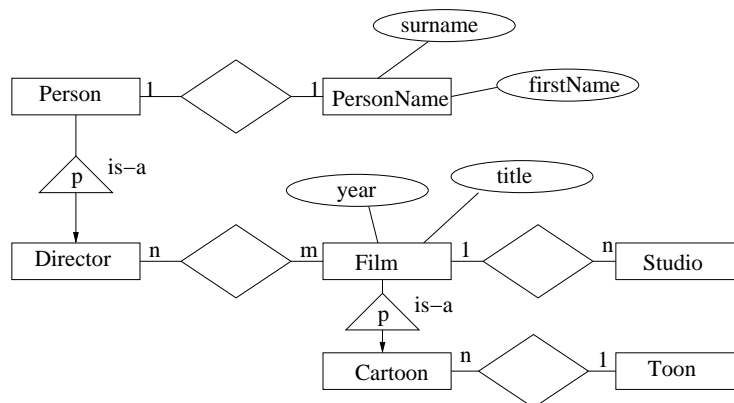 surname
Person
1
1
PersonName
firstName
is-a
p
year
title
Director
n
m
Film
1
n
Studio
is-a
p
Cartoon
n
1
Toon